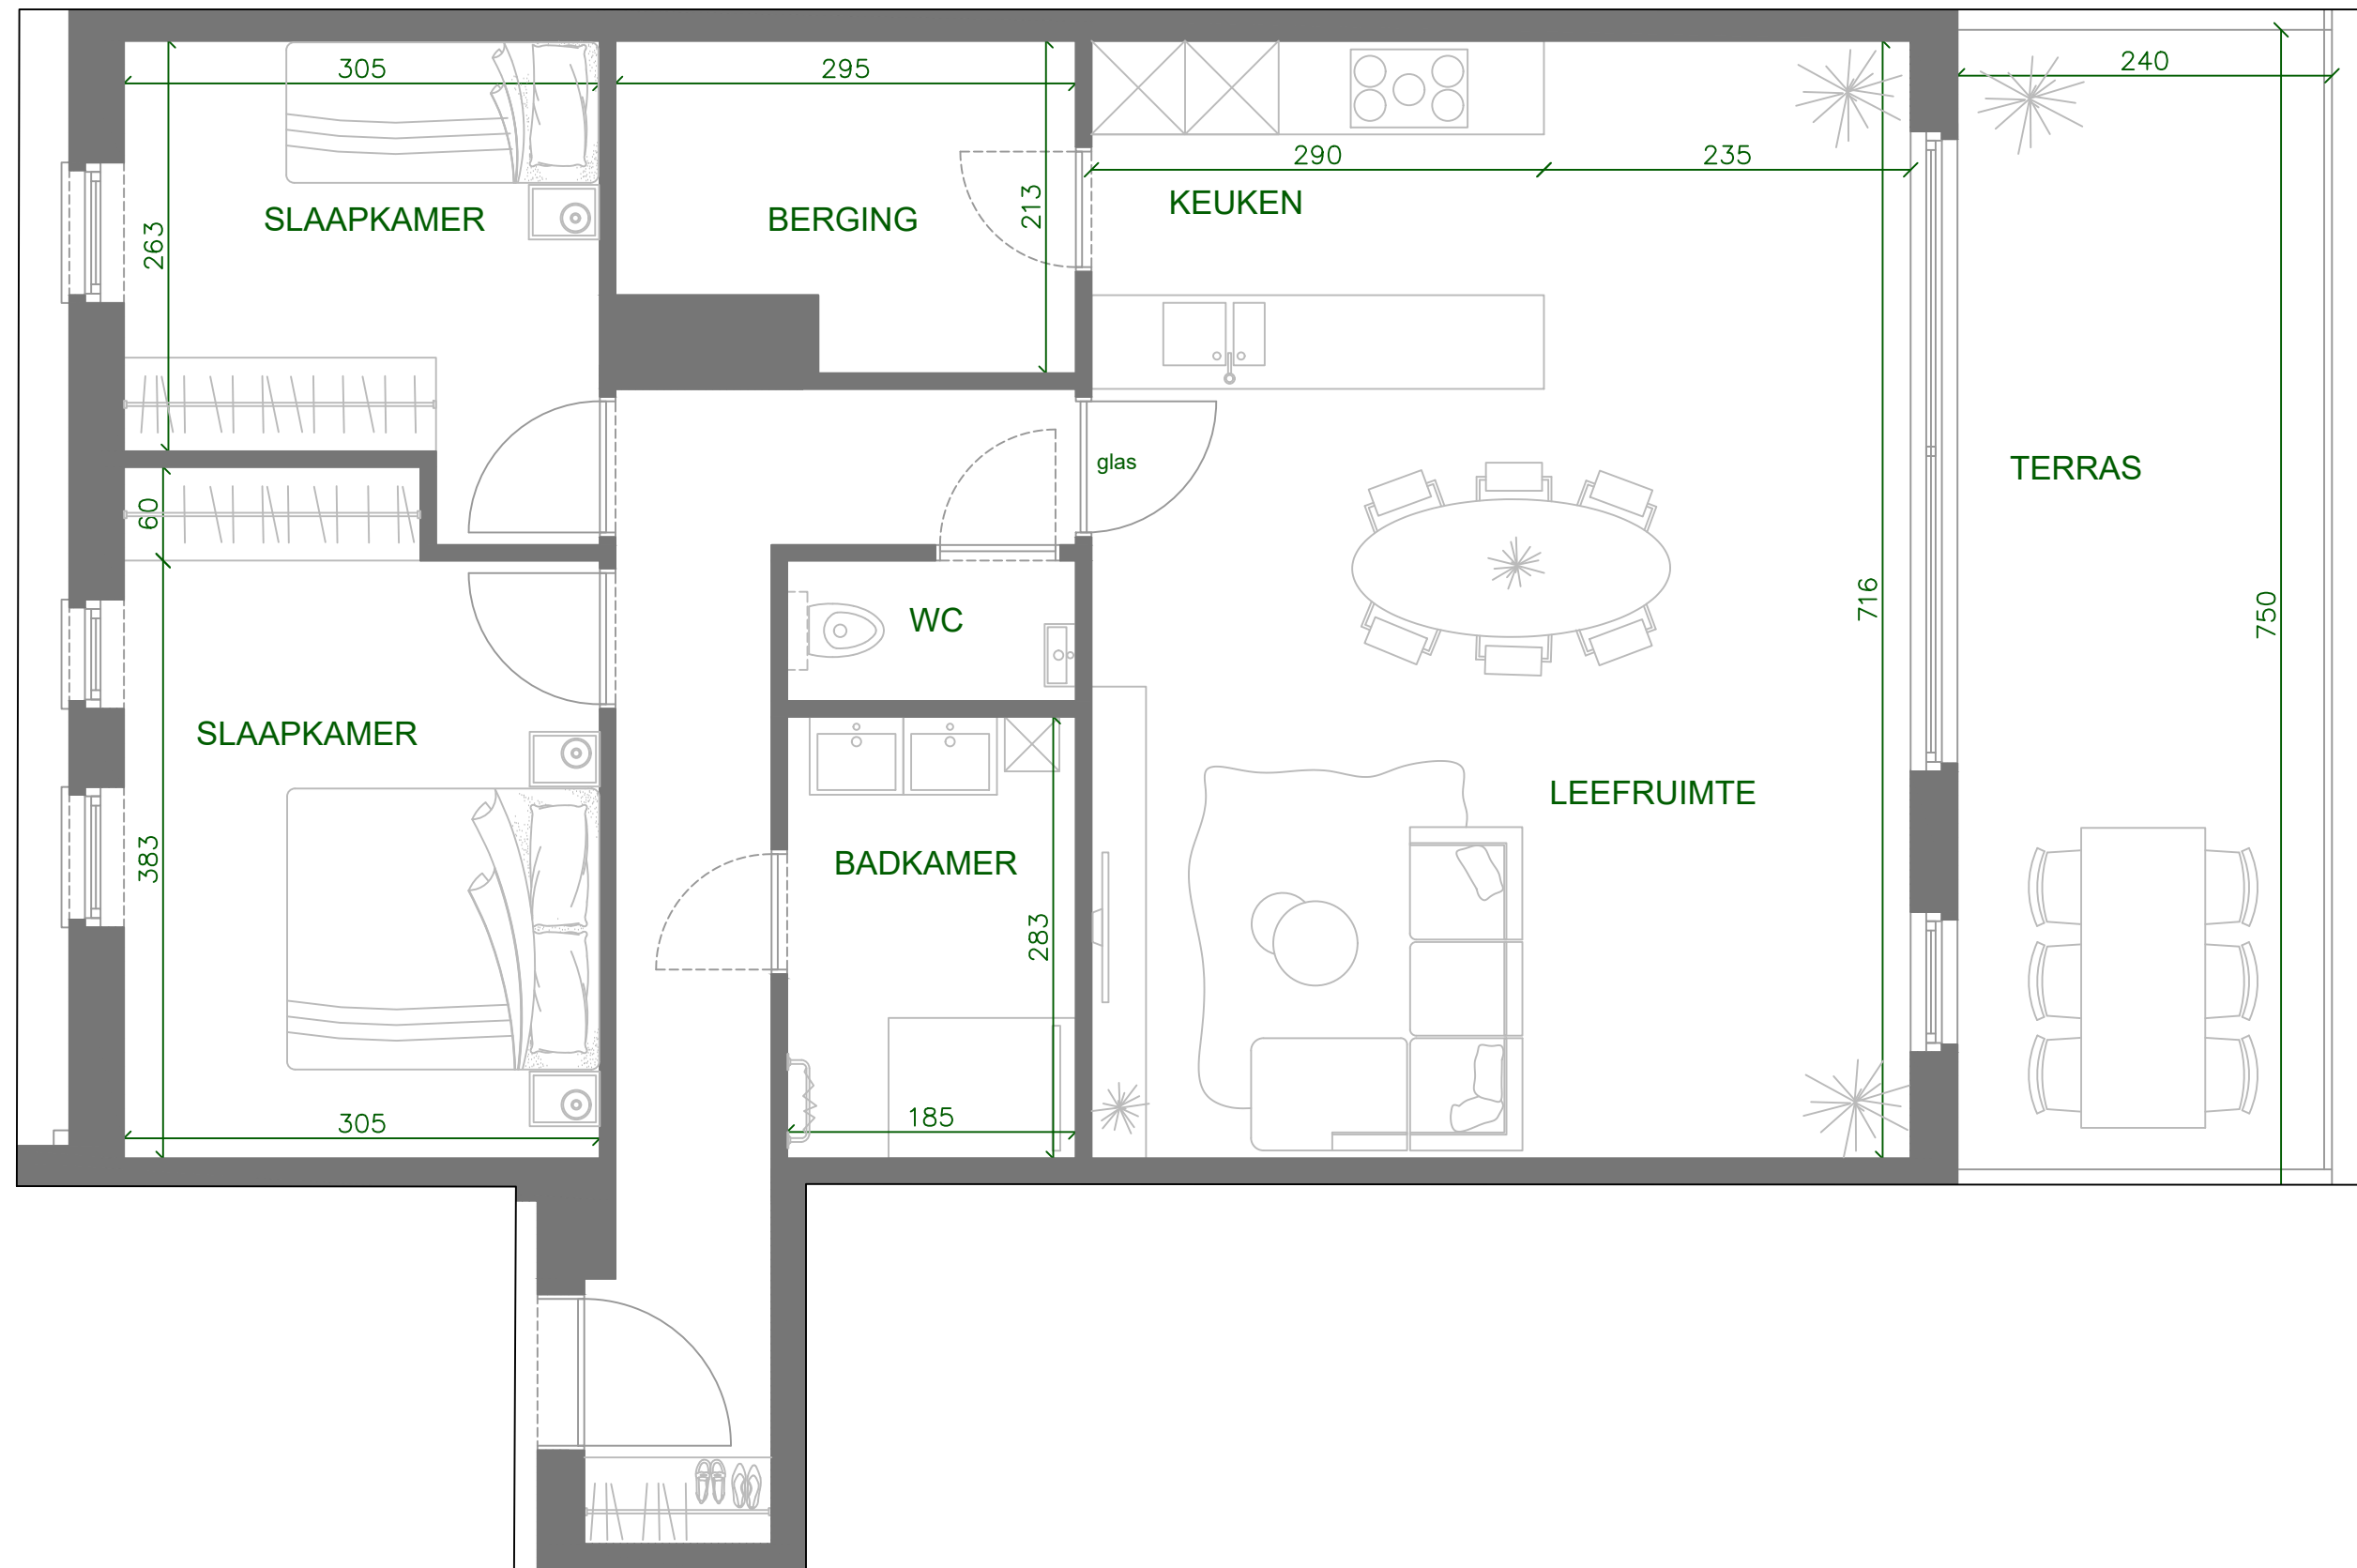 305
295
240
290
235
SLAAPKAMER
BERGING
213
KEUKEN
263
glas
TERRAS
60
716
750
WC
SLAAPKAMER
LEEFRUIMTE
383
BADKAMER
283
305
185